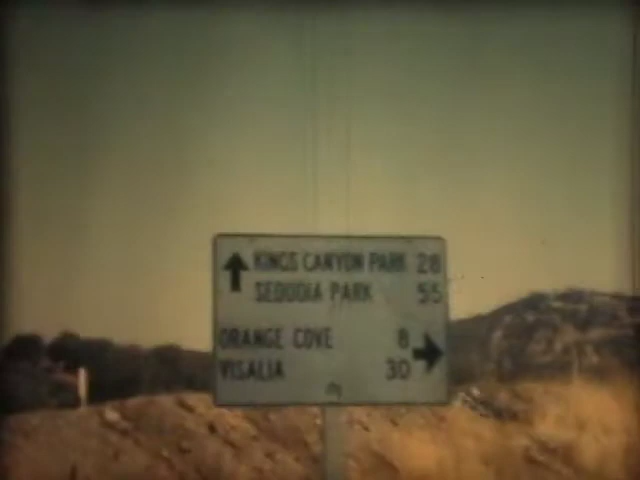 KINGS CANYON PARK 28
SEQUOIA PARK 55
ORANGE COVE 8
VISALIA 30